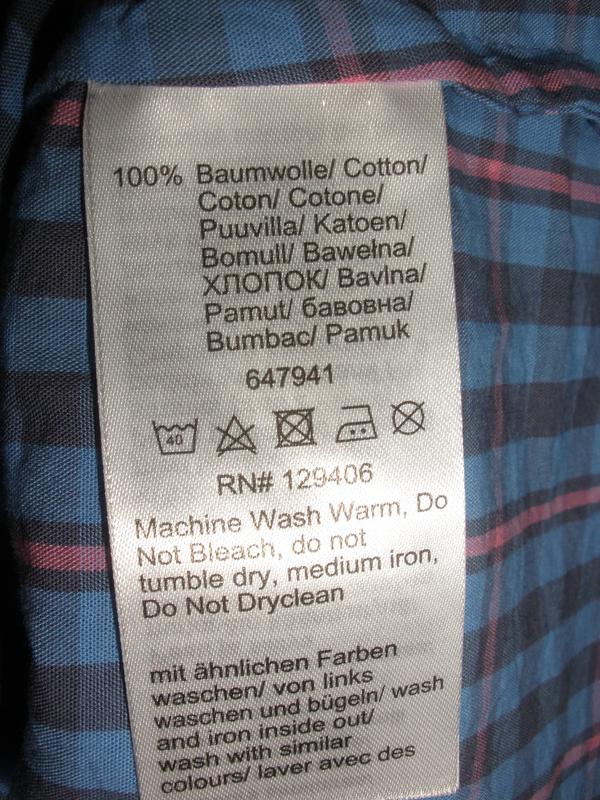 100% Baumwolle/ Cotton/
Coton/ Cotone/
Puuvilla/ Katoen/
Bomull/ Bawełna/
ХЛОПОК/ Bavlna/
Pamut/ бавовна/
Bumbac/ Pamuk
647941
40
RN# 129406
Machine Wash Warm, Do
Not Bleach, do not
tumble dry, medium iron,
Do Not Dryclean
mit ähnlichen Farben
waschen/ von links
waschen und bügeln/ wash
and iron inside out/
wash with similar
colours/ laver avec des